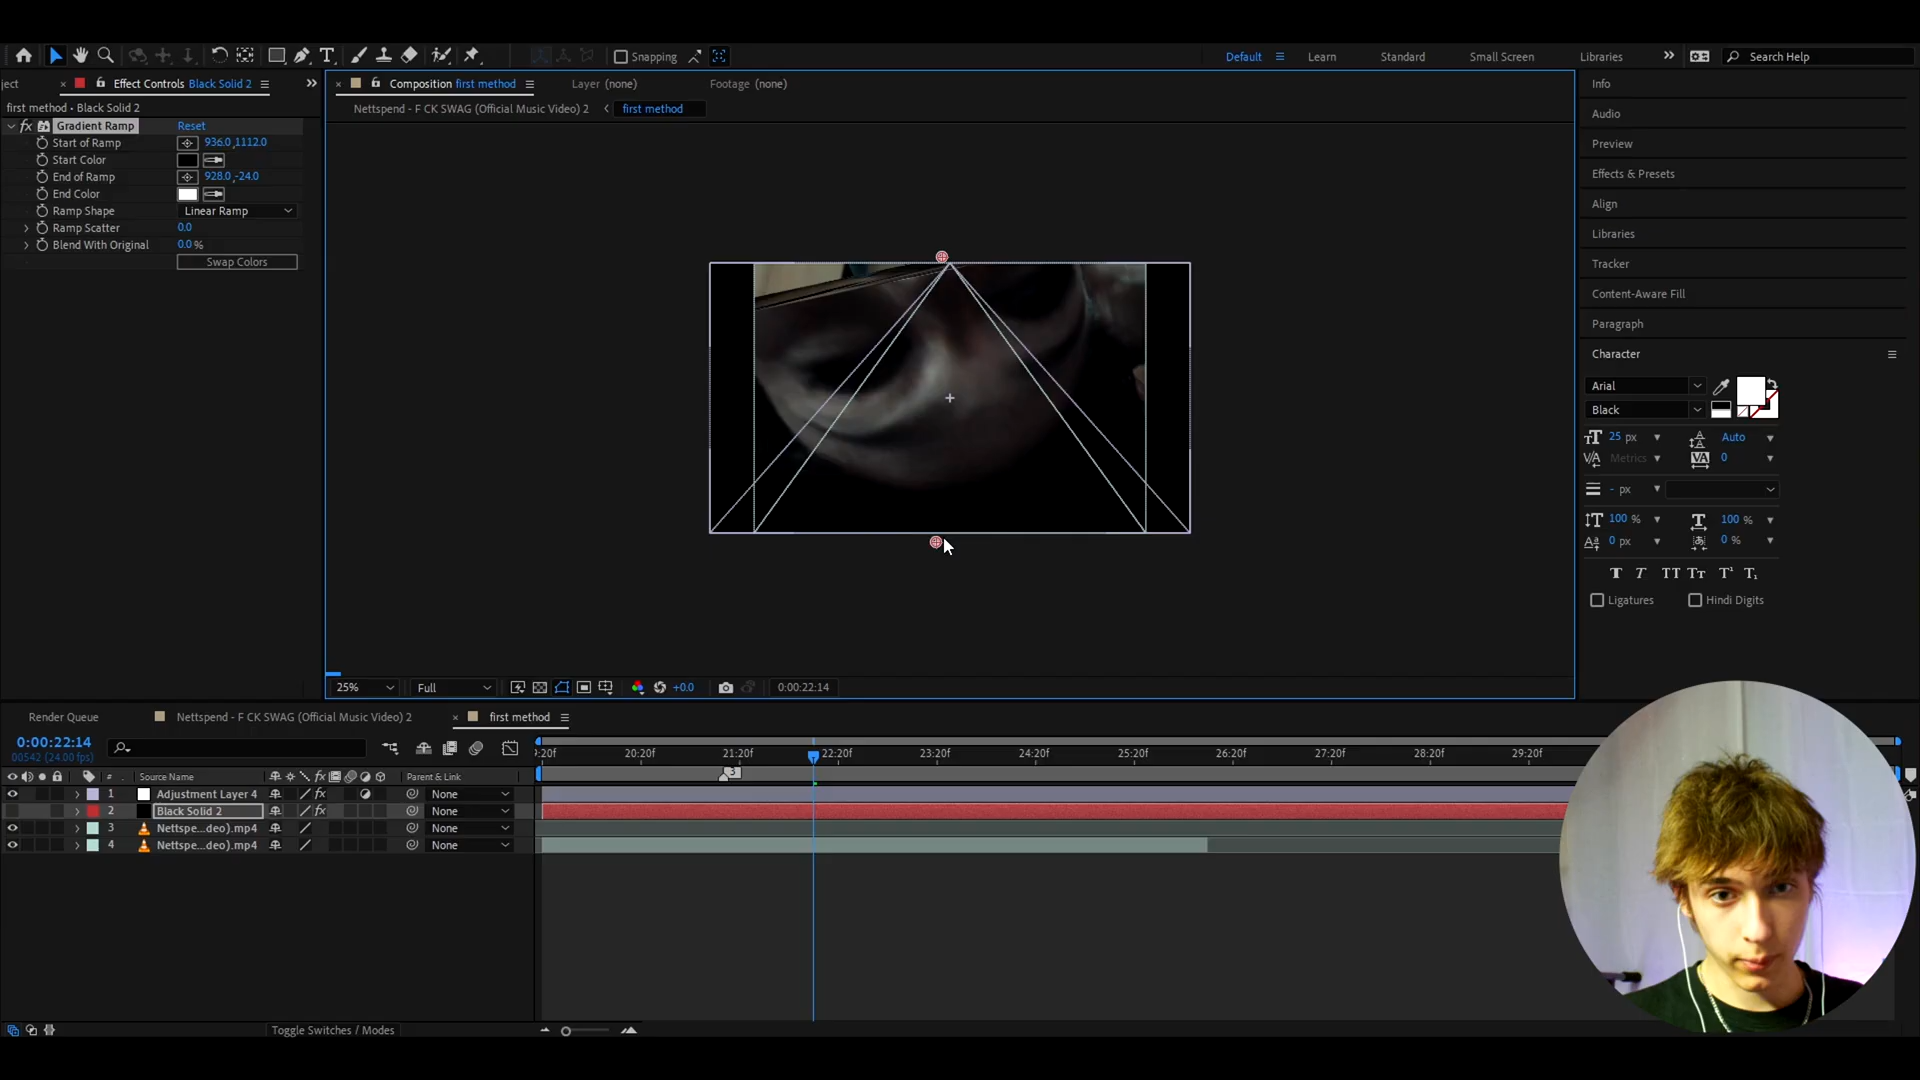 Snapping
Default
Learn
Standard
Small Screen
Libraries
Search Help
ject
Effect Controls Black Solid 2
Composition first method
Layer (none)
Footage (none)
first method • Black Solid 2
Nettspend - F CK SWAG (Official Music Video) 2
first method
fx Gradient Ramp Reset
Start of Ramp 936.0,1112.0
Start Color
End of Ramp 928.0,-24.0
End Color
Ramp Shape Linear Ramp
Ramp Scatter 0.0
Blend With Original 0.0 %
Swap Colors
Info
Audio
Preview
Effects & Presets
Align
Libraries
Tracker
Content-Aware Fill
Paragraph
Character
Arial
Black
25 px Auto
Metrics 0
- px
100 % 100 %
0 px 0 %
Ligatures Hindi Digits
25% Full +0.0 0:00:22:14
Render Queue Nettspend - F CK SWAG (Official Music Video) 2 first method
0:00:22:14
00542 (24.00 fps)
:20f 20:20f 21:20f 22:20f 23:20f 24:20f 25:20f 26:20f 27:20f 28:20f 29:20f
3
# Source Name fx Parent & Link
1 Adjustment Layer 4 None
2 Black Solid 2 fx None
3 Nettspe...deo).mp4 None
4 Nettspe...deo).mp4 None
Toggle Switches / Modes